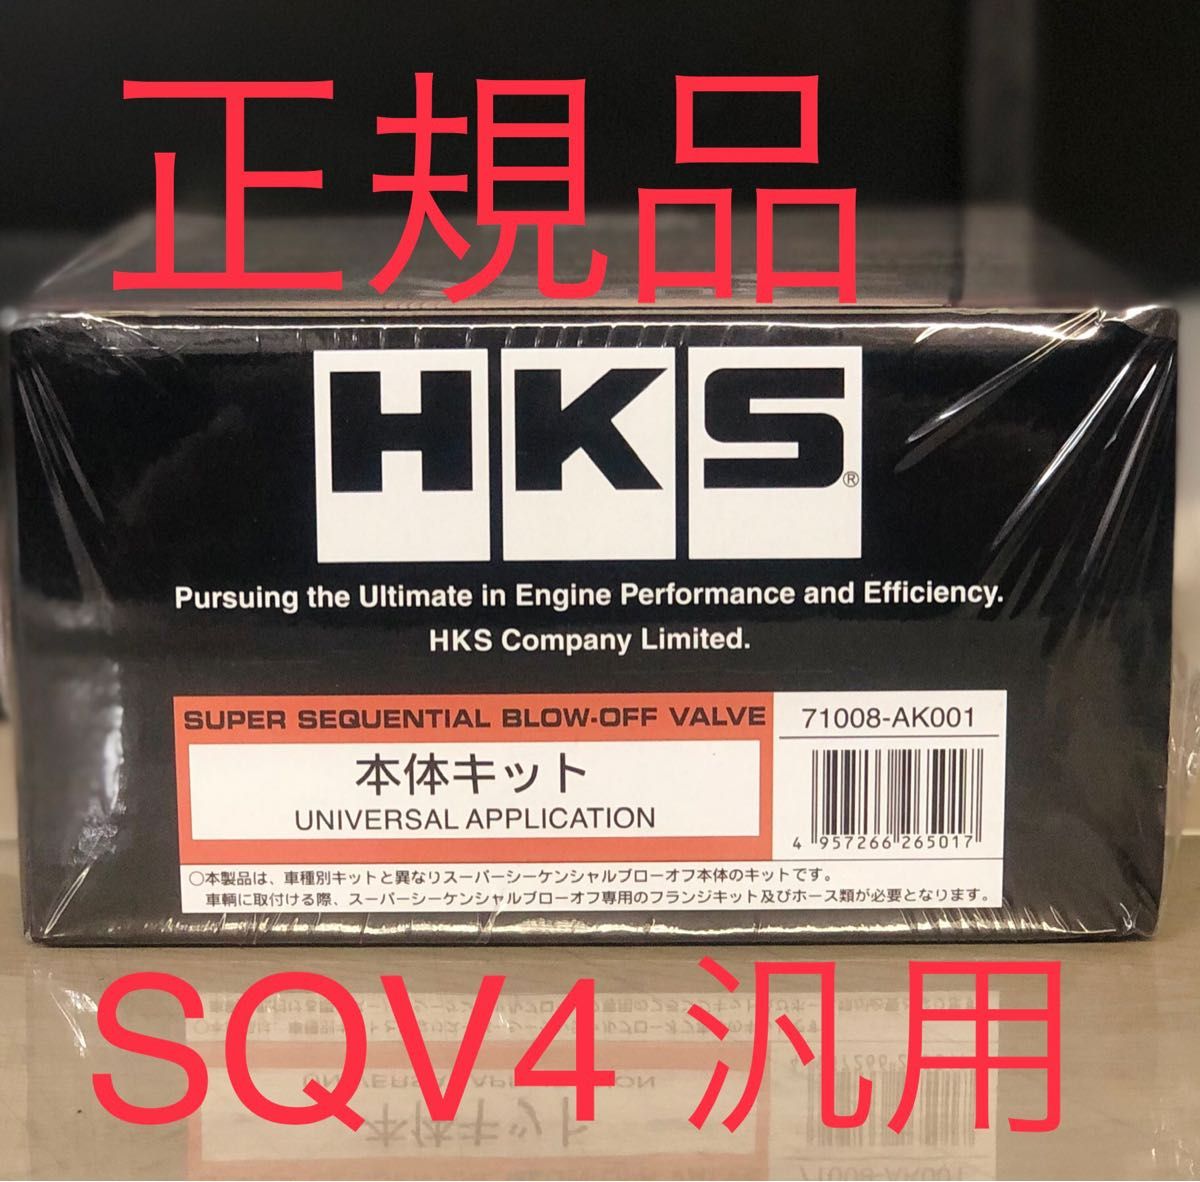 正規品
HKS®
Pursuing the Ultimate in Engine Performance and Efficiency.
HKS Company Limited.
SUPER SEQUENTIAL BLOW-OFF VALVE
71008-AK001
本体キット
UNIVERSAL APPLICATION
4 957266 265017
○本製品は、車種別キットと異なりスーパーシーケンシャルブローオフ本体のキットです。
車輌に取付ける際、スーパーシーケンシャルブローオフ専用のフランジキット及びホース類が必要となります。
SQV4 汎用